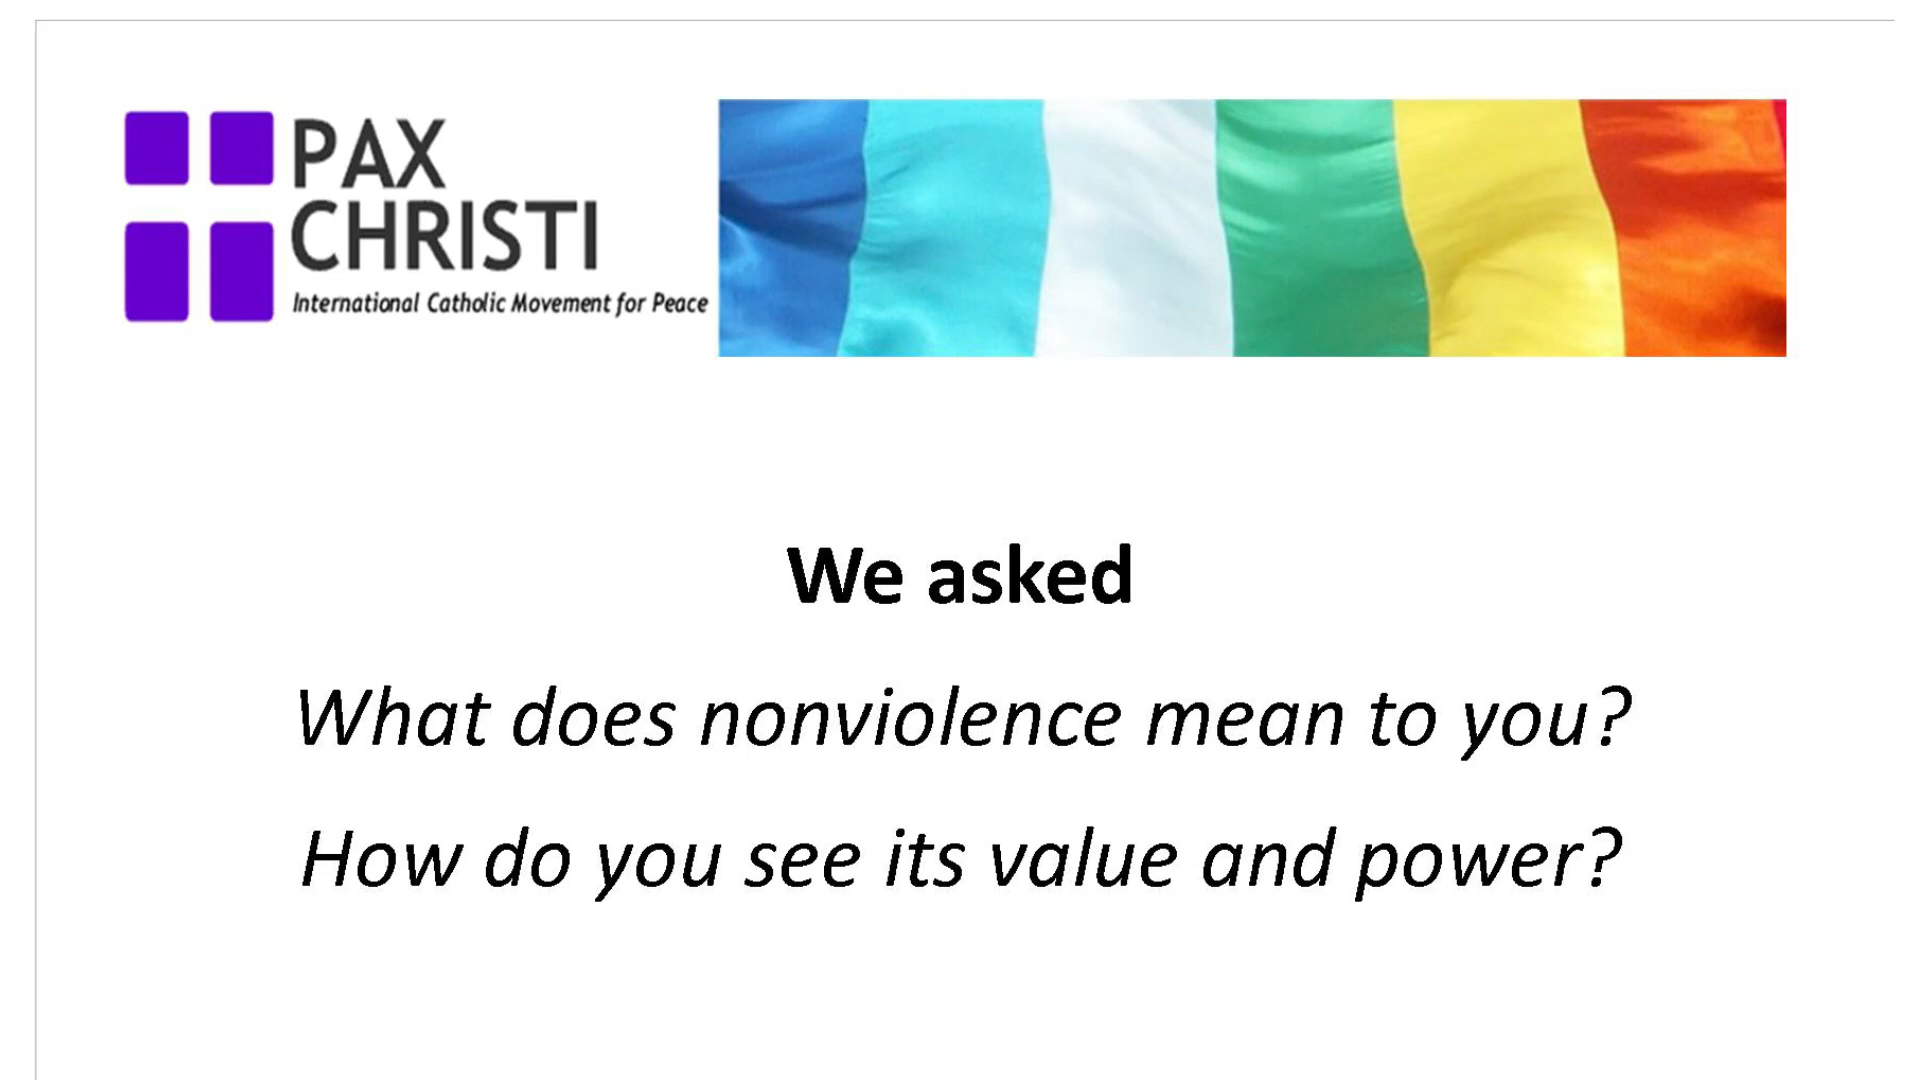 PAX
CHRISTI
International Catholic Movement for Peace
We asked
What does nonviolence mean to you?
How do you see its value and power?